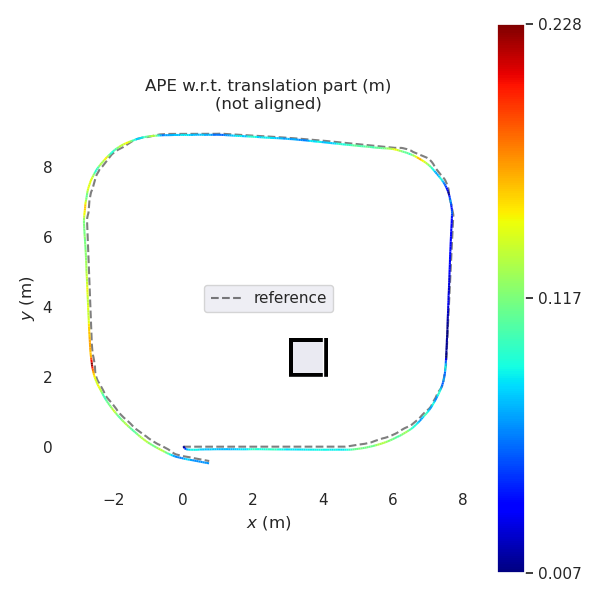 APE w.r.t. translation part (m)
(not aligned)
0.228
0.117
0.007
8
6
4
2
0
y (m)
reference
−2
0
2
4
6
8
x (m)